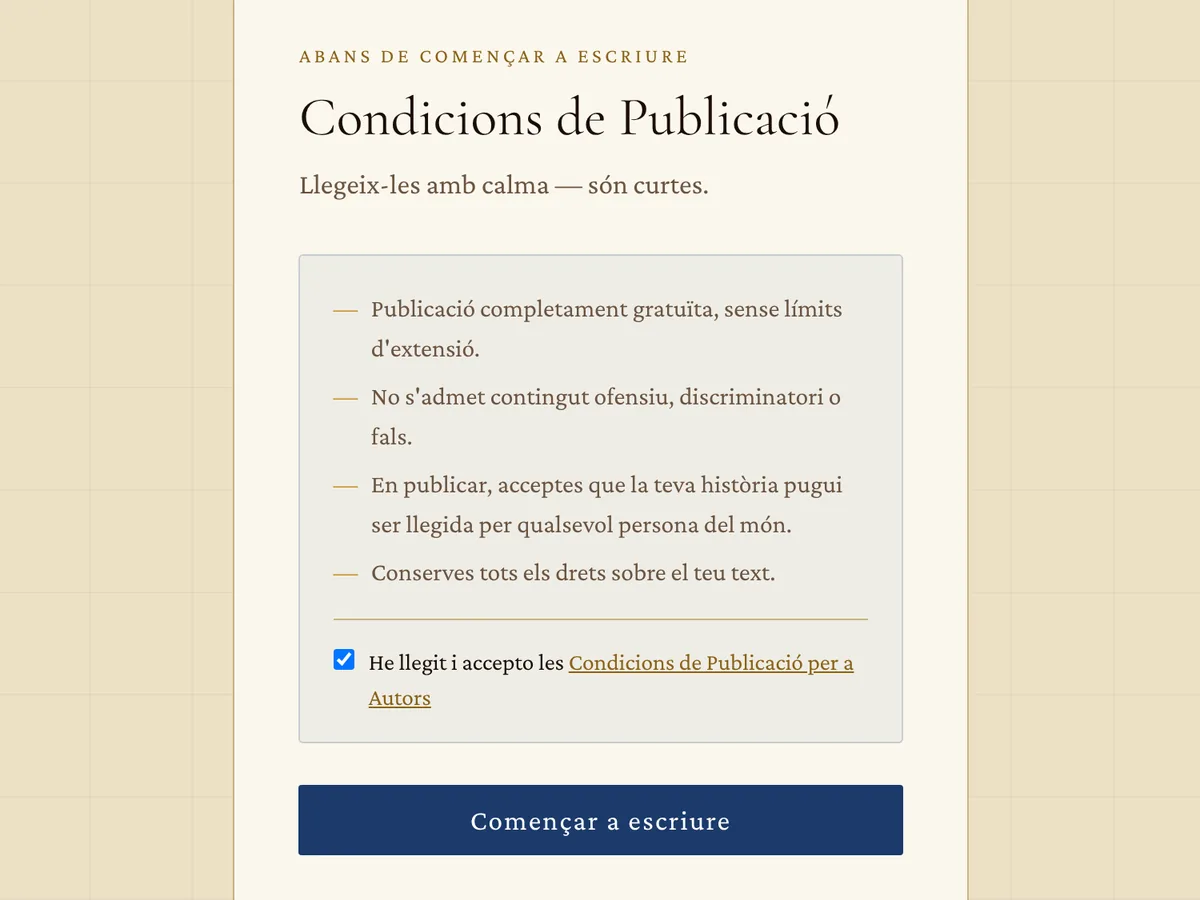 ABANS DE COMENÇAR A ESCRIURE
Condicions de Publicació
Llegeix-les amb calma — són curtes.
— Publicació completament gratuïta, sense límits
d'extensió.
— No s'admet contingut ofensiu, discriminatori o
fals.
— En publicar, acceptes que la teva història pugui
ser llegida per qualsevol persona del món.
— Conserves tots els drets sobre el teu text.
He llegit i accepto les Condicions de Publicació per a
Autors
Començar a escriure